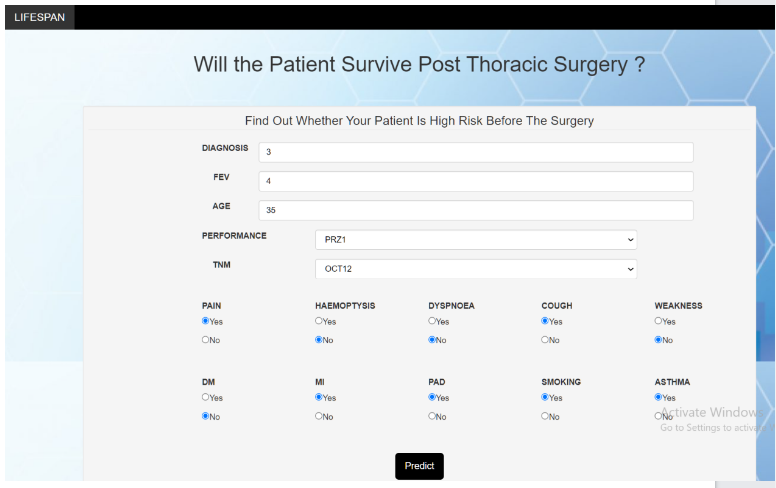 LIFESPAN
Will the Patient Survive Post Thoracic Surgery ?
Find Out Whether Your Patient Is High Risk Before The Surgery
DIAGNOSIS 3
FEV 4
AGE 35
PERFORMANCE PRZ1
TNM OCT12
PAIN HAEMOPTYSIS DYSPNOEA COUGH WEAKNESS
Yes Yes Yes Yes Yes
No No No No No
DM MI PAD SMOKING ASTHMA
Yes Yes Yes Yes Yes
No No No No No
Activate Windows
Go to Settings to activate
Predict